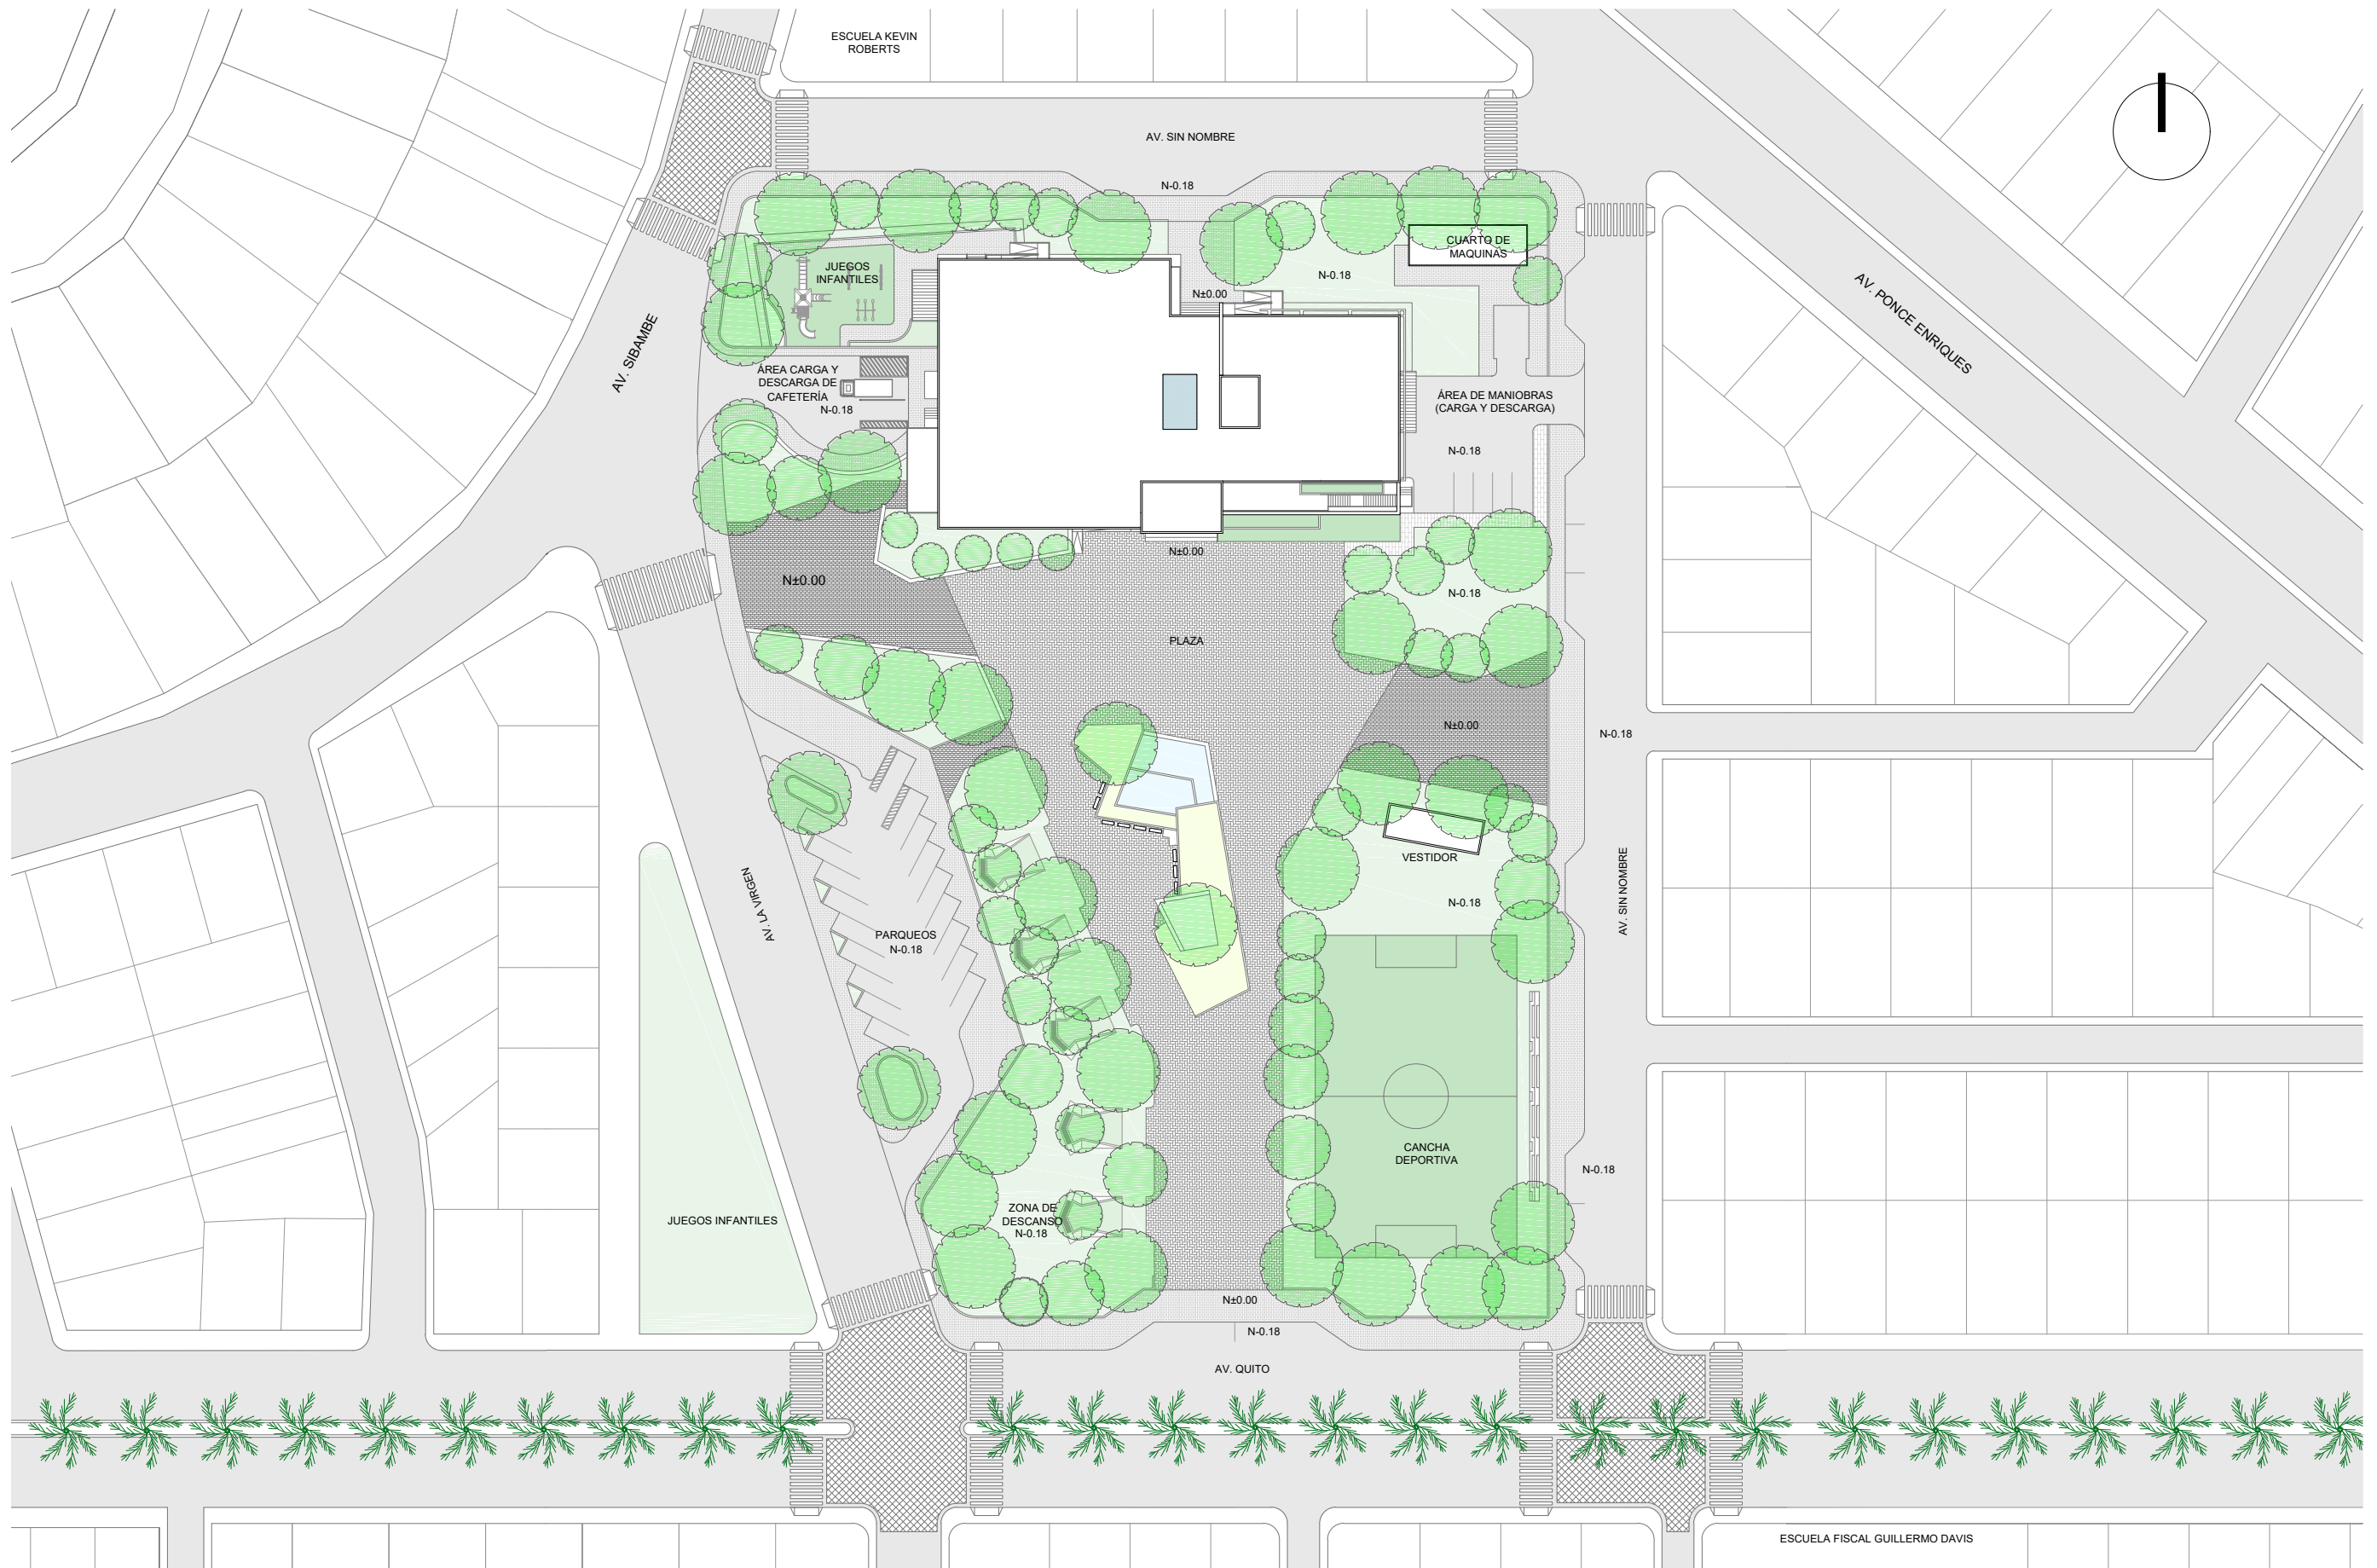 ESCUELA KEVIN
ROBERTS
AV. SIN NOMBRE
N-0.18
CUARTO DE
MAQUINAS
JUEGOS
INFANTILES
N-0.18
N±0.00
AV. PONCE ENRIQUES
AV. SIBAMBE
ÁREA CARGA Y
DESCARGA DE
CAFETERÍA
N-0.18
ÁREA DE MANIOBRAS
(CARGA Y DESCARGA)
N-0.18
N±0.00
N±0.00
N-0.18
PLAZA
N±0.00
N-0.18
VESTIDOR
N-0.18
AV. SIN NOMBRE
AV. LA VIRGEN
PARQUEOS
N-0.18
CANCHA
DEPORTIVA
N-0.18
ZONA DE
DESCANSO
N-0.18
JUEGOS INFANTILES
N±0.00
N-0.18
AV. QUITO
ESCUELA FISCAL GUILLERMO DAVIS